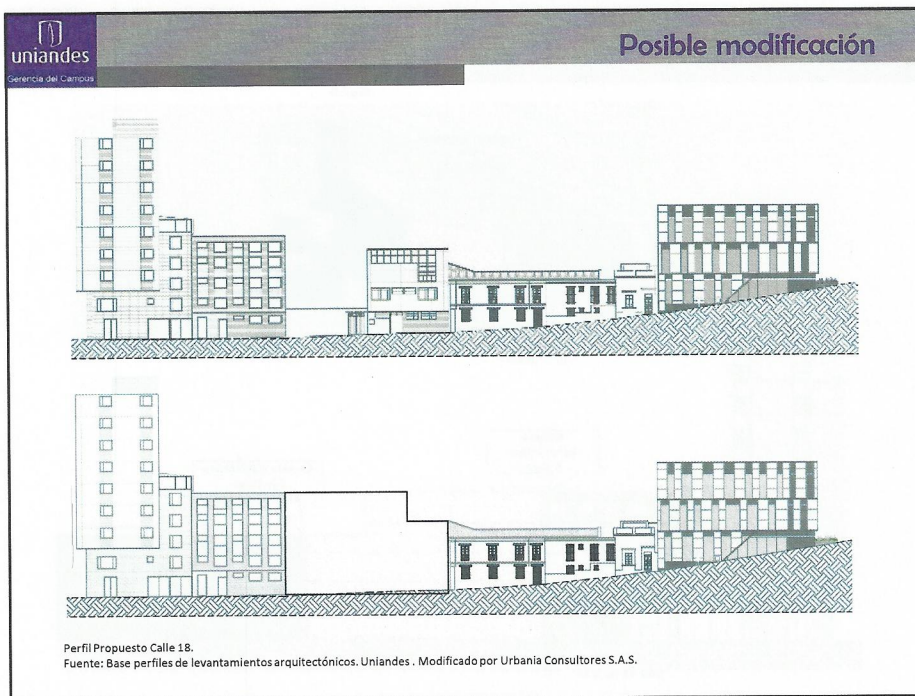 uniandes
Gerencia del Campus
Posible modificación
Perfil Propuesto Calle 18.
Fuente: Base perfiles de levantamientos arquitectónicos. Uniandes . Modificado por Urbania Consultores S.A.S.